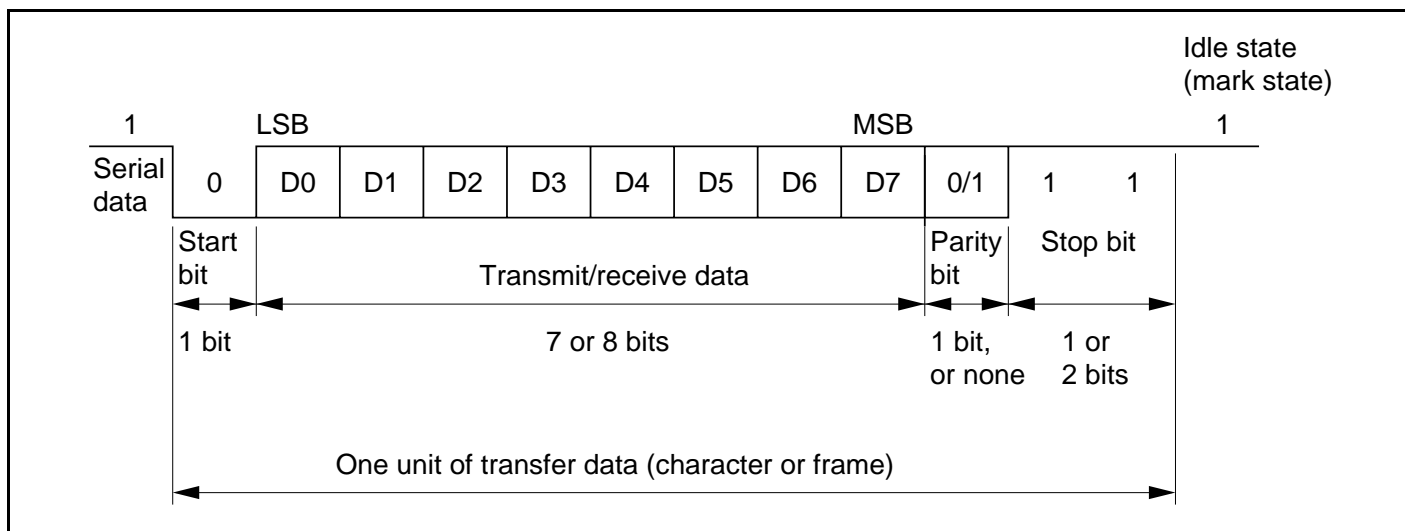 Idle state
(mark state)
1 LSB MSB 1
Serial
data
0 D0 D1 D2 D3 D4 D5 D6 D7 0/1 1 1
Start
bit
Transmit/receive data
Parity
bit
Stop bit
1 bit
7 or 8 bits
1 bit,
or none
1 or
2 bits
One unit of transfer data (character or frame)